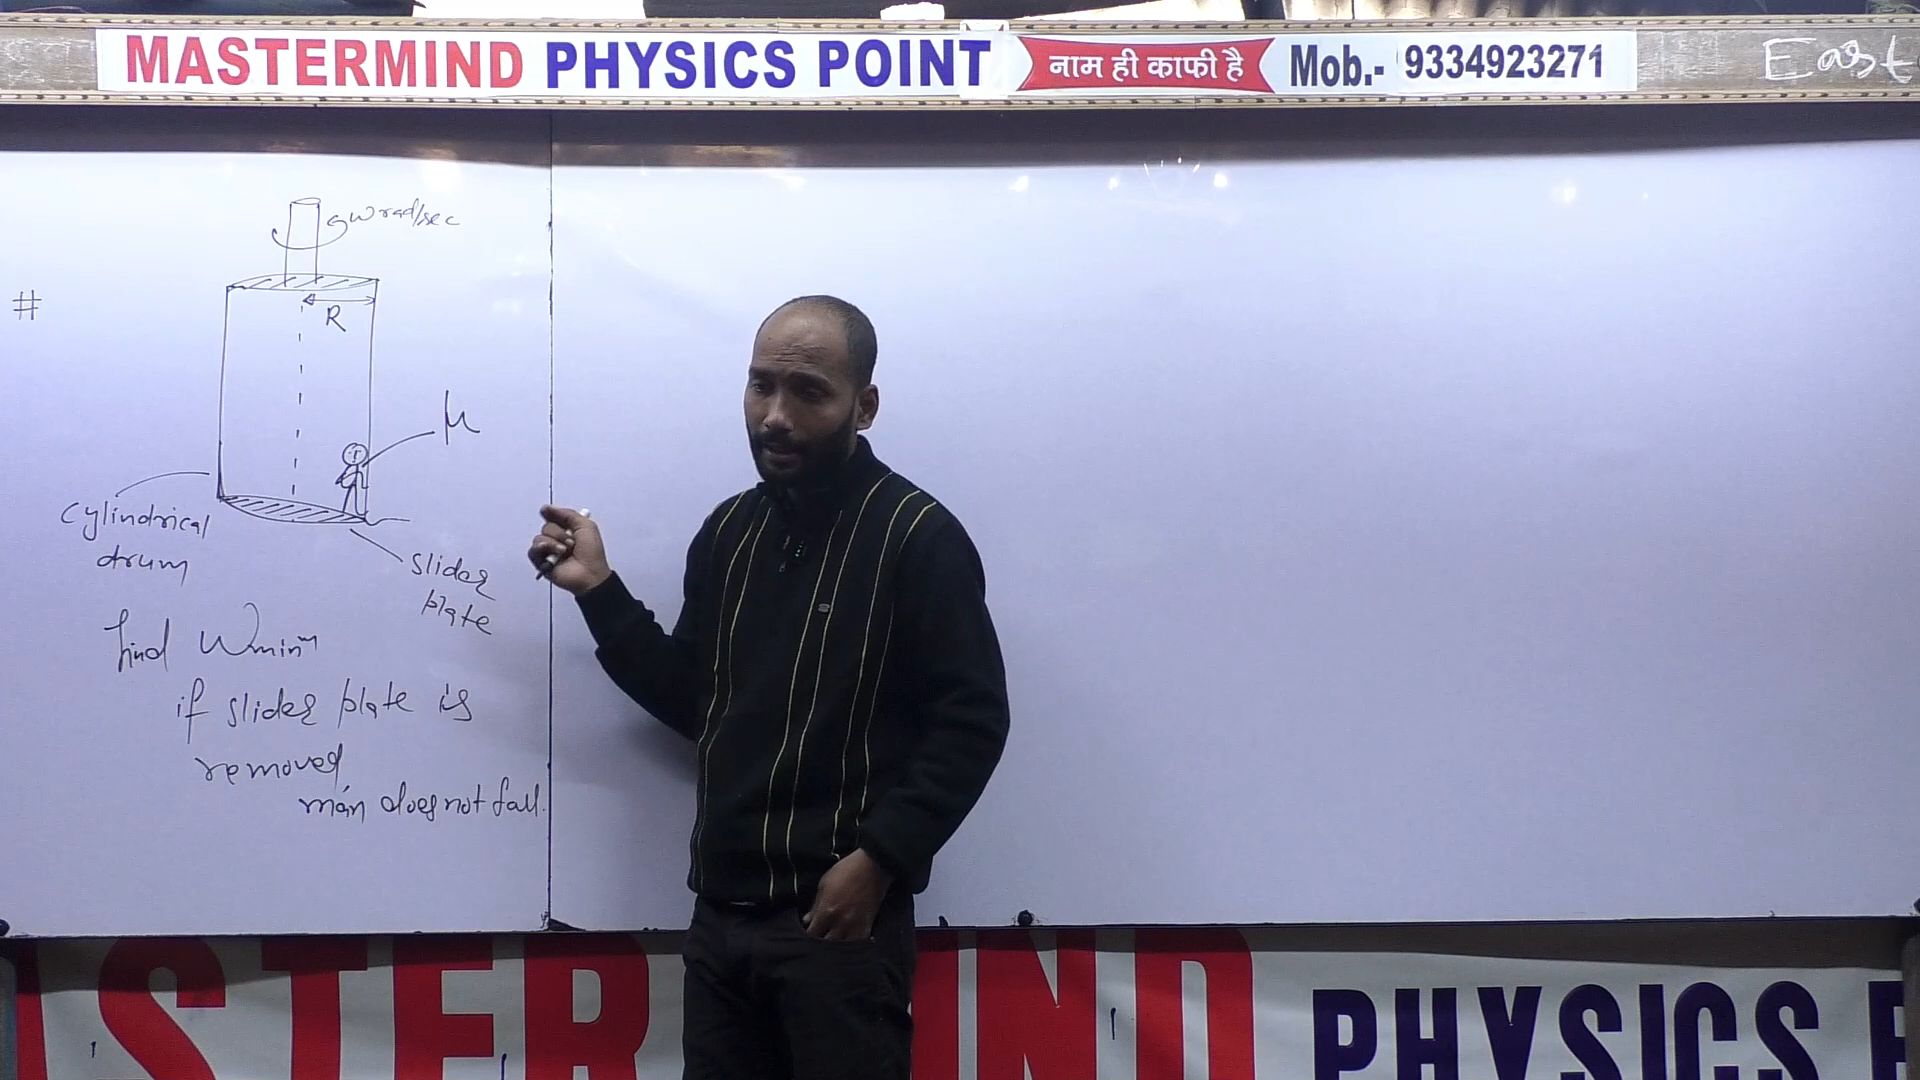 MASTERMIND PHYSICS POINT नाम ही काफी है Mob.- 9334923271
East
ω rad/sec
#
R
μ
Cylindrical
drum
slider
plate
find ωminm
if slider plate is
removed
man does not fall.
PHYSICS